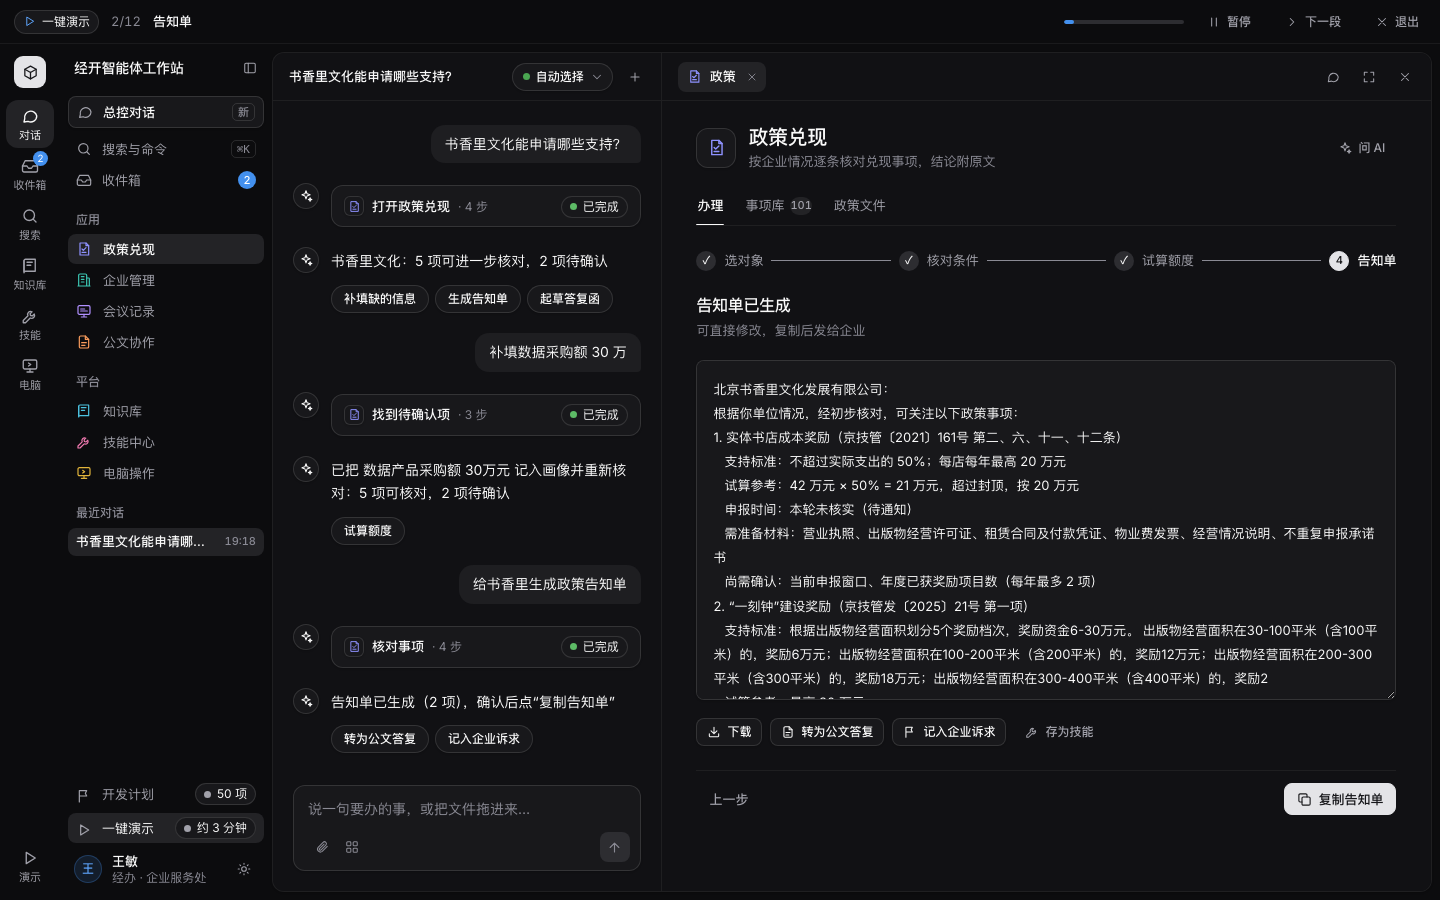 一键演示
2/12
告知单
暂停
下一段
退出
对话
2
收件箱
搜索
知识库
技能
电脑
演示
经开智能体工作站
总控对话
新
搜索与命令
⌘K
收件箱
2
应用
政策兑现
企业管理
会议记录
公文协作
平台
知识库
技能中心
电脑操作
最近对话
书香里文化能申请哪...
19:18
开发计划
50 项
一键演示
约 3 分钟
王
王敏
经办 · 企业服务处
书香里文化能申请哪些支持？
自动选择
书香里文化能申请哪些支持？
打开政策兑现 · 4 步
已完成
书香里文化：5 项可进一步核对，2 项待确认
补填缺的信息
生成告知单
起草答复函
补填数据采购额 30 万
找到待确认项 · 3 步
已完成
已把 数据产品采购额 30万元 记入画像并重新核
对：5 项可核对，2 项待确认
试算额度
给书香里生成政策告知单
核对事项 · 4 步
已完成
告知单已生成（2 项），确认后点“复制告知单”
转为公文答复
记入企业诉求
说一句要办的事，或把文件拖进来...
政策
政策兑现
按企业情况逐条核对兑现事项，结论附原文
问 AI
办理
事项库 101
政策文件
选对象
核对条件
试算额度
4 告知单
告知单已生成
可直接修改，复制后发给企业
北京书香里文化发展有限公司：
根据你单位情况，经初步核对，可关注以下政策事项：
1. 实体书店成本奖励（京技管〔2021〕161号 第二、六、十一、十二条）
支持标准：不超过实际支出的 50%；每店每年最高 20 万元
试算参考：42 万元 × 50% = 21 万元，超过封顶，按 20 万元
申报时间：本轮未核实（待通知）
需准备材料：营业执照、出版物经营许可证、租赁合同及付款凭证、物业费发票、经营情况说明、不重复申报承诺
书
尚需确认：当前申报窗口、年度已获奖励项目数（每年最多 2 项）
2. “一刻钟”建设奖励（京技管发〔2025〕21号 第一项）
支持标准：根据出版物经营面积划分5个奖励档次，奖励资金6-30万元。 出版物经营面积在30-100平米（含100平
米）的，奖励6万元；出版物经营面积在100-200平米（含200平米）的，奖励12万元；出版物经营面积在200-300
平米（含300平米）的，奖励18万元；出版物经营面积在300-400平米（含400平米）的，奖励2
下载
转为公文答复
记入企业诉求
存为技能
上一步
复制告知单